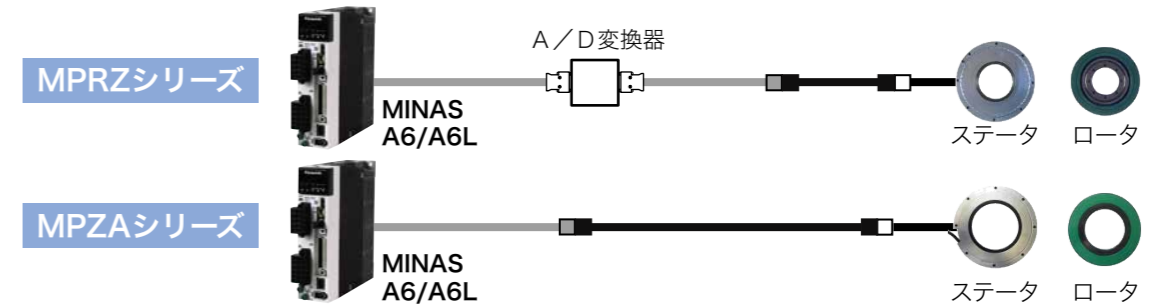 A/D変換器
MPRZシリーズ
MINAS
A6/A6L
ステータ ロータ
MPZAシリーズ
MINAS
A6/A6L
ステータ ロータ